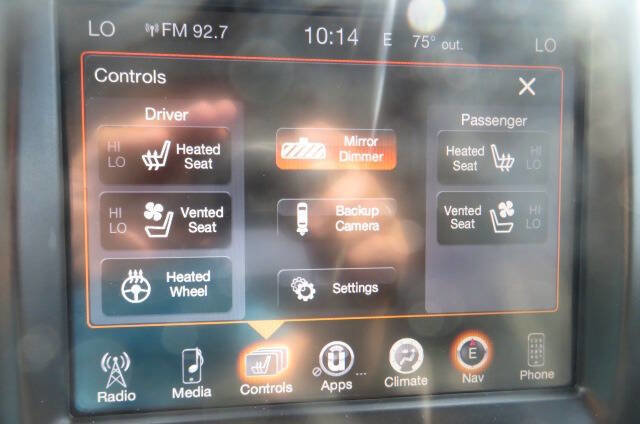 LO FM 92.7 10:14 E 75° out. LO
Controls
Driver
HI
LO
Heated
Seat
HI
LO
Vented
Seat
Heated
Wheel
Mirror
Dimmer
Backup
Camera
Settings
Passenger
Heated
Seat
HI
LO
Vented
Seat
HI
LO
Radio Media Controls Apps ... Climate E Nav Phone